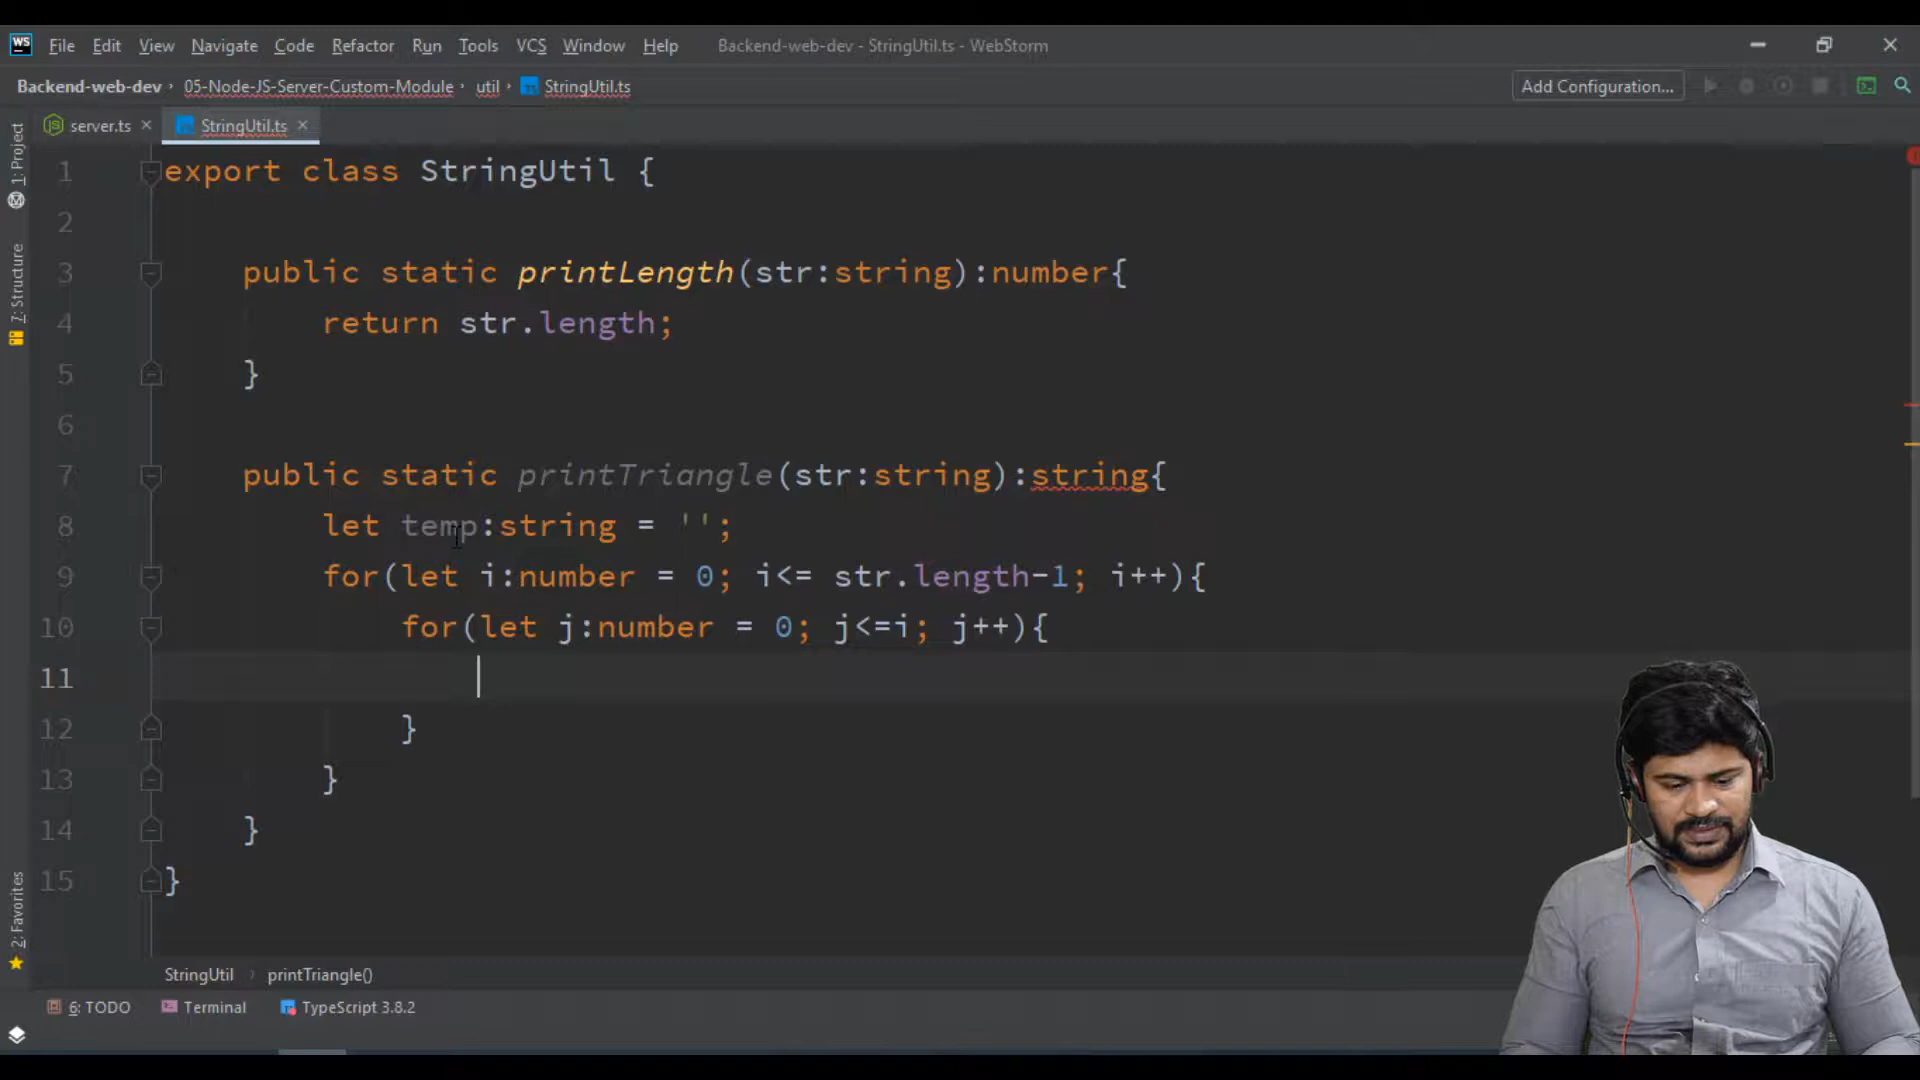 WS File Edit View Navigate Code Refactor Run Tools VCS Window Help Backend-web-dev - StringUtil.ts - WebStorm
Backend-web-dev 05-Node-JS-Server-Custom-Module util StringUtil.ts Add Configuration...
server.ts StringUtil.ts
1: Project
7: Structure
2: Favorites
1 export class StringUtil {
2
3 public static printLength(str:string):number{
4 return str.length;
5 }
6
7 public static printTriangle(str:string):string{
8 let temp:string = '';
9 for(let i:number = 0; i<= str.length-1; i++){
10 for(let j:number = 0; j<=i; j++){
11
12 }
13 }
14 }
15 }
StringUtil printTriangle()
6: TODO Terminal TypeScript 3.8.2